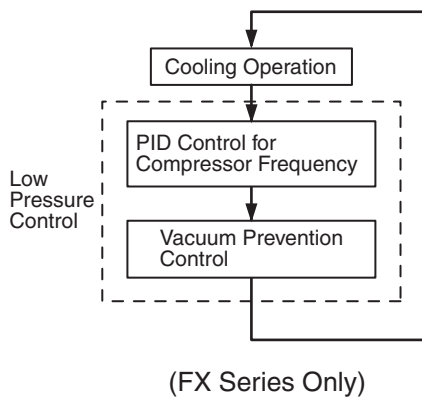 Cooling Operation
PID Control for
Compressor Frequency
Low
Pressure
Control
Vacuum Prevention
Control
(FX Series Only)